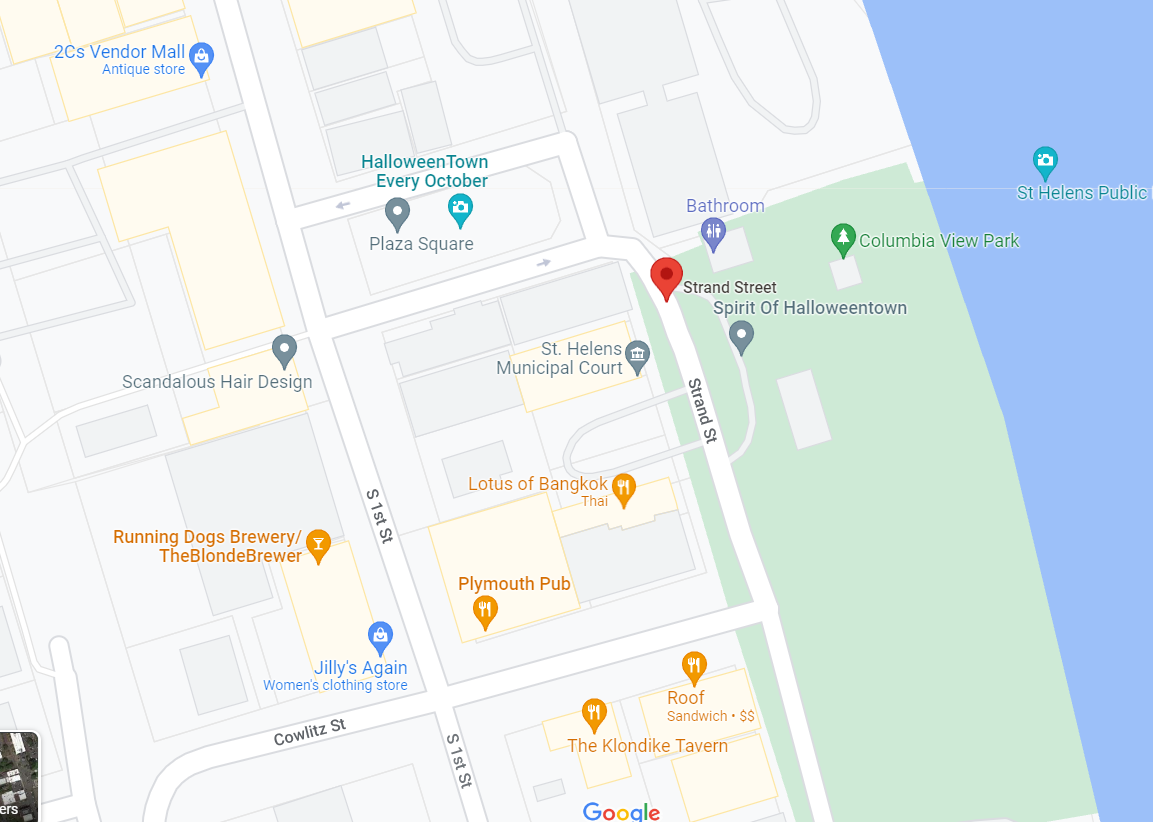 2Cs Vendor Mall
Antique store
HalloweenTown
Every October
Plaza Square
St Helens Public
Bathroom
Columbia View Park
Strand Street
Spirit Of Halloweentown
St. Helens
Municipal Court
Scandalous Hair Design
Strand St
Lotus of Bangkok
Thai
S 1st St
Running Dogs Brewery/
TheBlondeBrewer
Plymouth Pub
Jilly's Again
Women's clothing store
Roof
Sandwich • $$
Cowlitz St
The Klondike Tavern
S 1st St
ers
Google